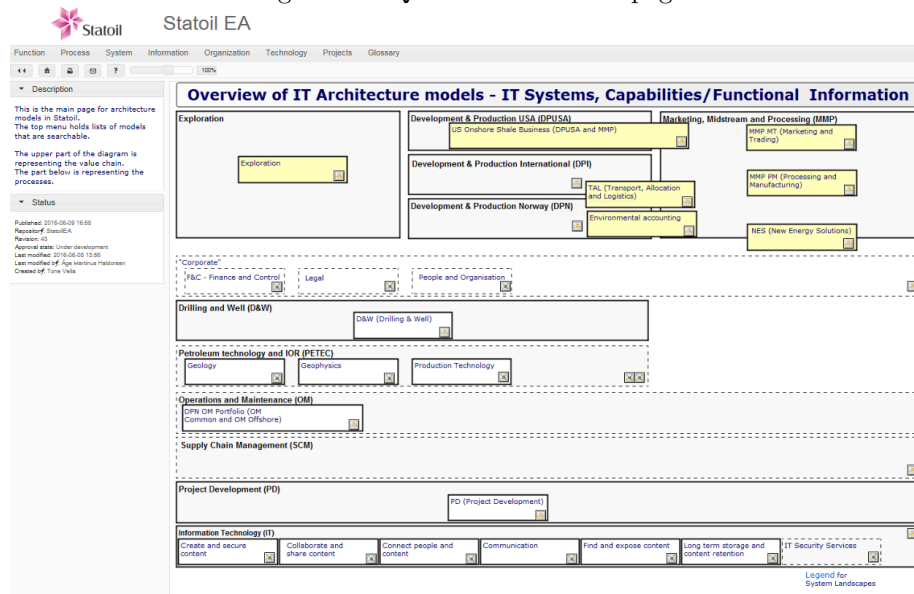 Statoil
Statoil EA
Function Process System Information Organization Technology Projects Glossary
? 100%
Description
This is the main page for architecture
models in Statoil.
The top menu holds lists of models
that are searchable.
The upper part of the diagram is
representing the value chain.
The part below is representing the
processes.
Status
Published: 2016-06-09 16:68
Repository: StatoilEA
Revision: 43
Approval state: Under development
Last modified: 2016-06-08 13:66
Last modified by: Åge Martinus Haldorsen
Created by: Tone Veila
Overview of IT Architecture models - IT Systems, Capabilities/Functional Information
Exploration
Exploration
Development & Production USA (DPUSA)
US Onshore Shale Business (DPUSA and MMP)
Development & Production International (DPI)
TAL (Transport, Allocation
and Logistics)
Development & Production Norway (DPN)
Environmental accounting
Marketing, Midstream and Processing (MMP)
MMP MT (Marketing and
Trading)
MMP PM (Processing and
Manufacturing)
NES (New Energy Solutions)
"Corporate"
F&C - Finance and Control
Legal
People and Organisation
Drilling and Well (D&W)
D&W (Drilling & Well)
Petroleum technology and IOR (PETEC)
Geology
Geophysics
Production Technology
Operations and Maintenance (OM)
DPN OM Portfolio (OM
Common and OM Offshore)
Supply Chain Management (SCM)
Project Development (PD)
PD (Project Development)
Information Technology (IT)
Create and secure
content
Collaborate and
share content
Connect people and
content
Communication
Find and expose content
Long term storage and
content retention
IT Security Services
Legend for
System Landscapes